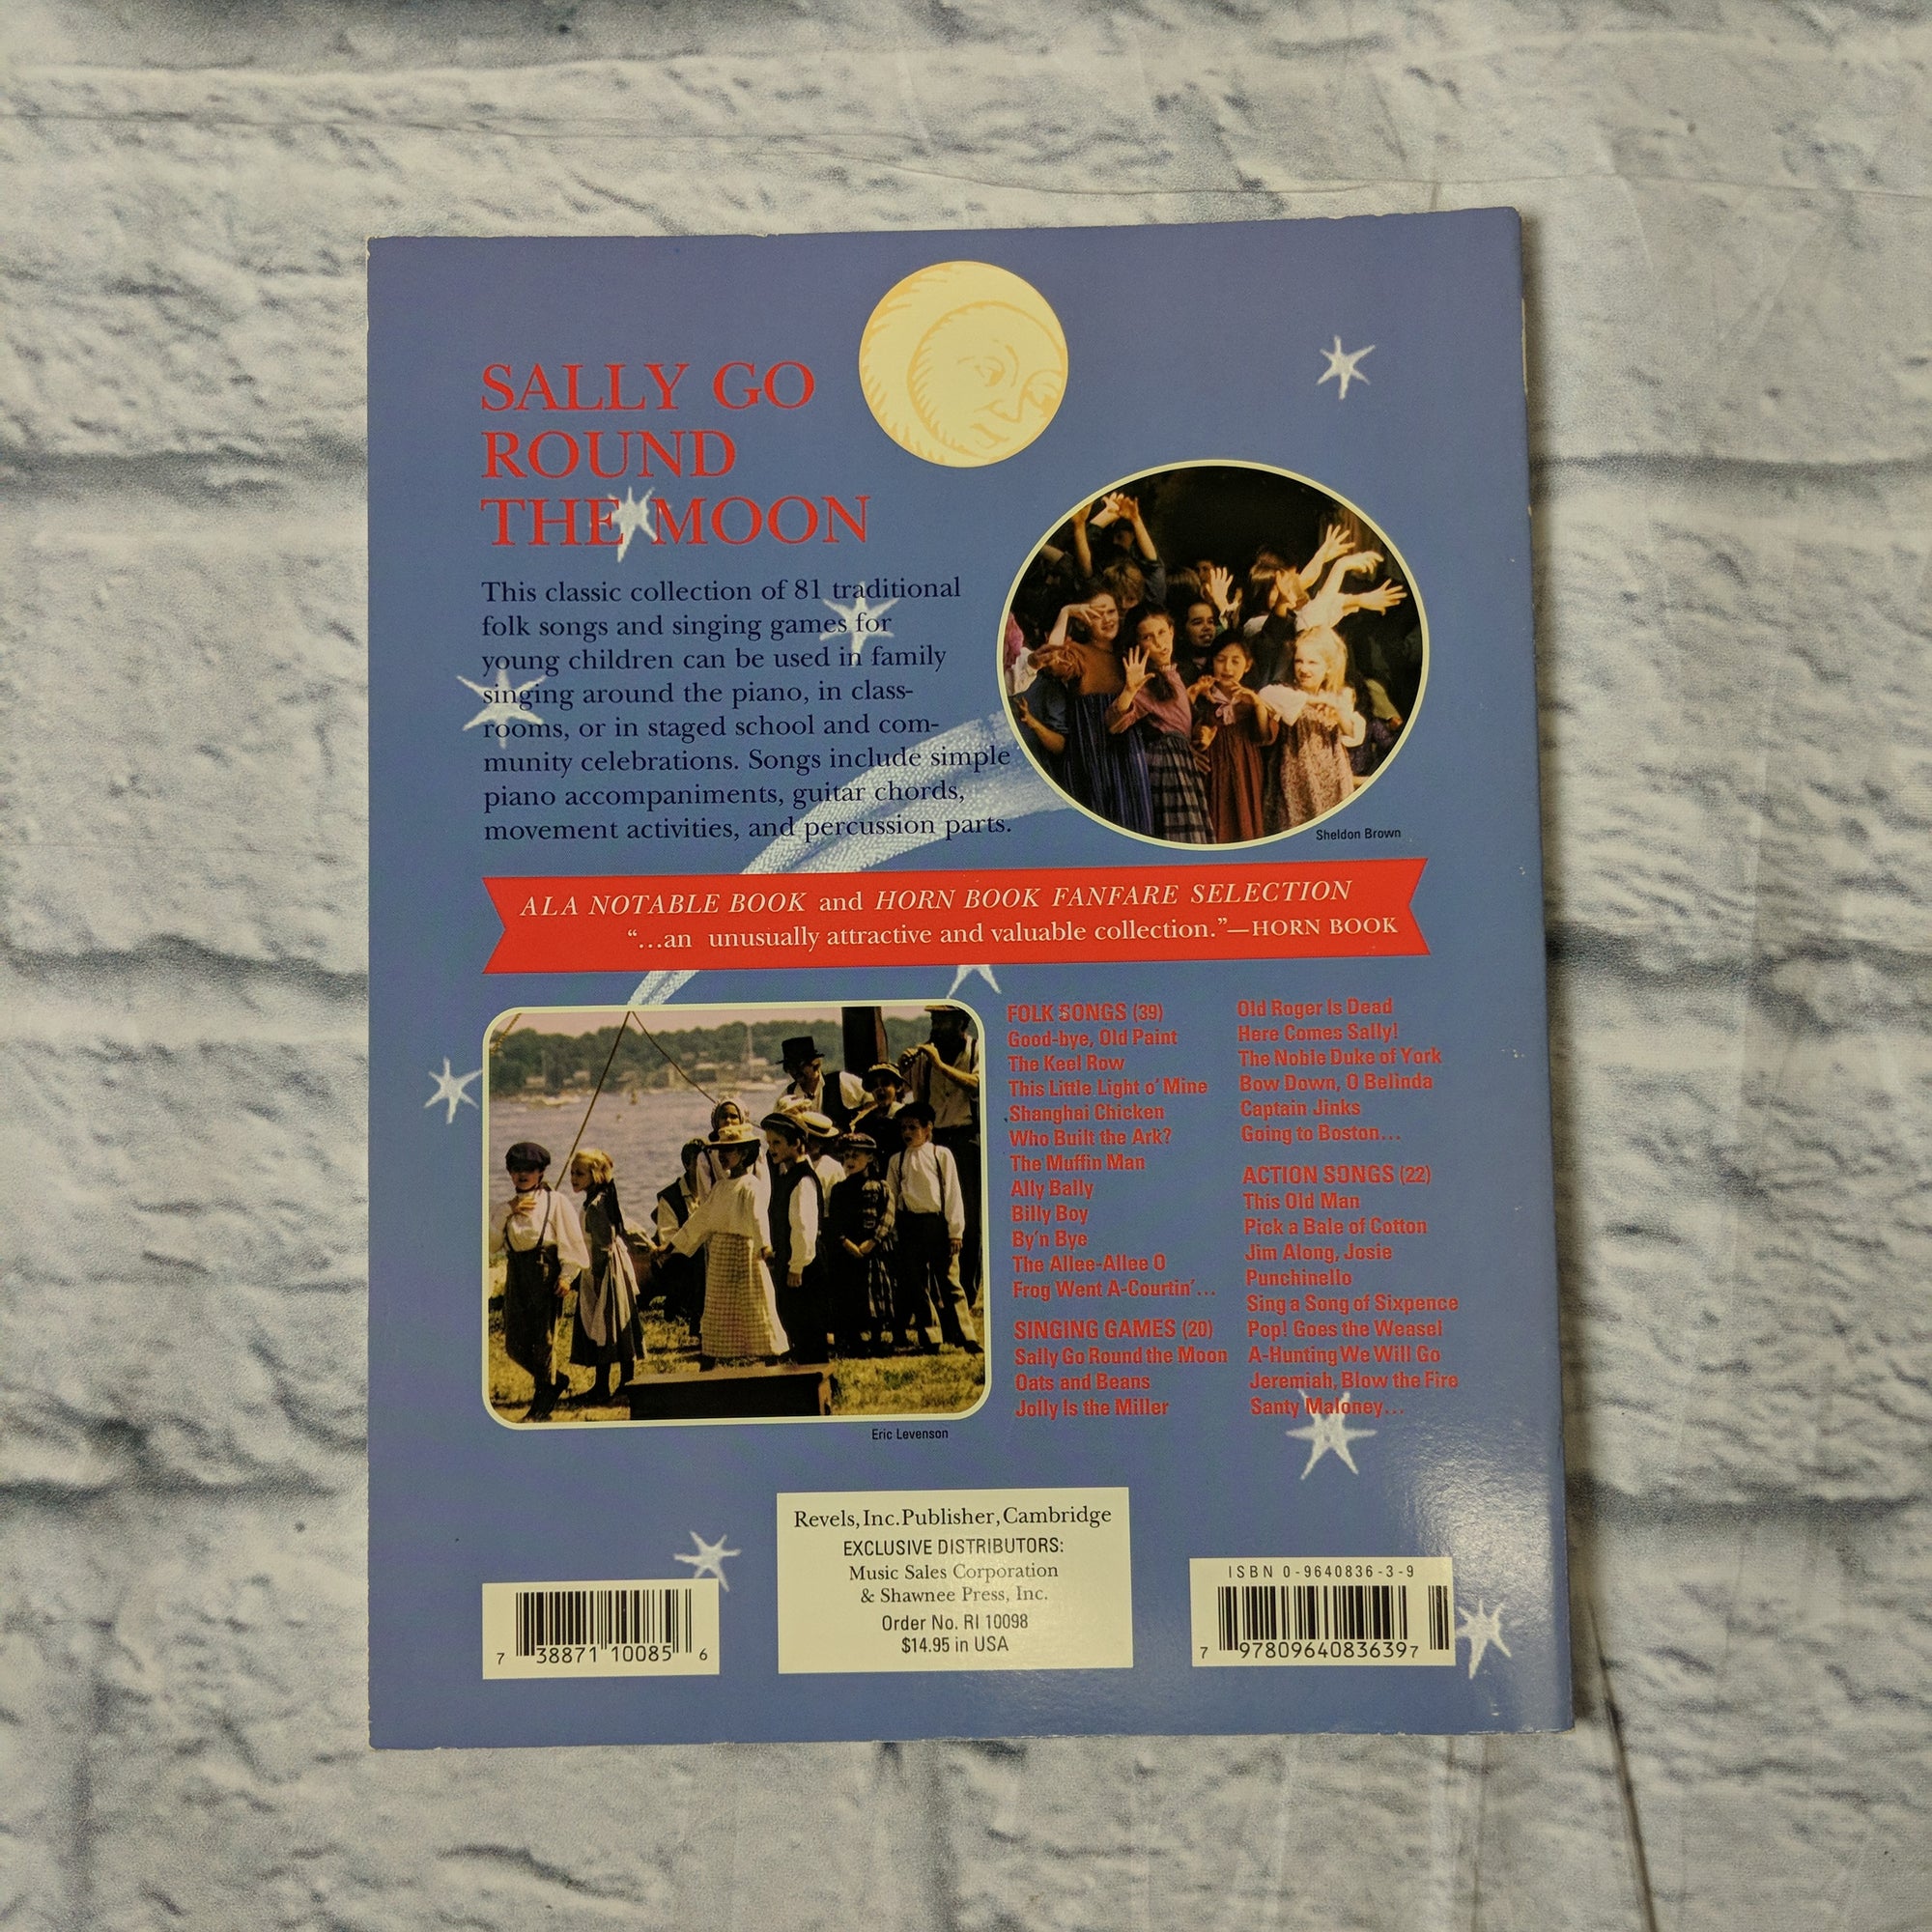 SALLY GO
ROUND
THE MOON
This classic collection of 81 traditional
folk songs and singing games for
young children can be used in family
singing around the piano, in class-
rooms, or in staged school and com-
munity celebrations. Songs include simple
piano accompaniments, guitar chords,
movement activities, and percussion parts.
Sheldon Brown
ALA NOTABLE BOOK and HORN BOOK FANFARE SELECTION
“...an unusually attractive and valuable collection.”—HORN BOOK
Eric Levenson
FOLK SONGS (39)
Good-bye, Old Paint
The Keel Row
This Little Light o' Mine
Shanghai Chicken
Who Built the Ark?
The Muffin Man
Ally Bally
Billy Boy
By'n Bye
The Allee-Allee O
Frog Went A-Courtin'...
SINGING GAMES (20)
Sally Go Round the Moon
Oats and Beans
Jolly Is the Miller
Old Roger Is Dead
Here Comes Sally!
The Noble Duke of York
Bow Down, O Belinda
Captain Jinks
Going to Boston...
ACTION SONGS (22)
This Old Man
Pick a Bale of Cotton
Jim Along, Josie
Punchinello
Sing a Song of Sixpence
Pop! Goes the Weasel
A-Hunting We Will Go
Jeremiah, Blow the Fire
Santy Maloney...
7 38871 10085 6
Revels, Inc. Publisher, Cambridge
EXCLUSIVE DISTRIBUTORS:
Music Sales Corporation
& Shawnee Press, Inc.
Order No. RI 10098
$14.95 in USA
ISBN 0-9640836-3-9
7 9780964083639 7